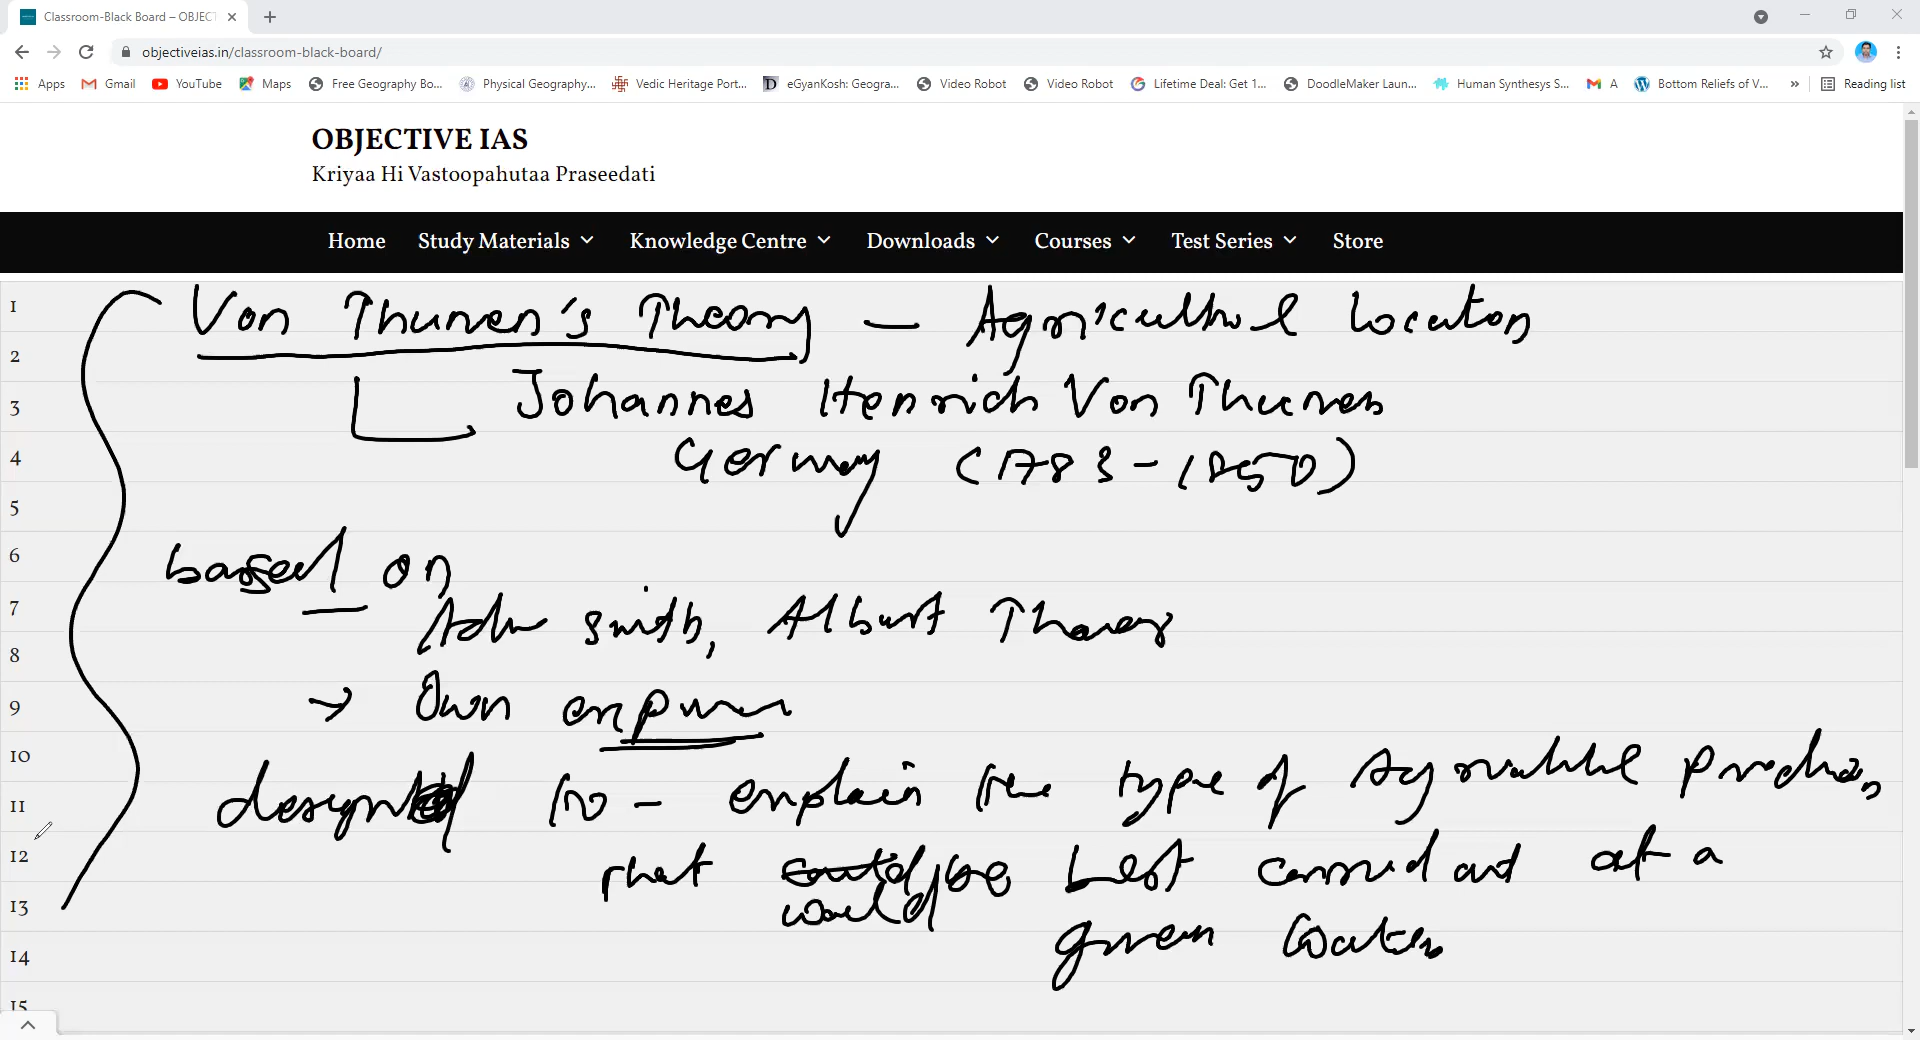 Classroom-Black Board – OBJECT
objectiveias.in/classroom-black-board/
Apps Gmail YouTube Maps Free Geography Bo... Physical Geography... Vedic Heritage Port... eGyanKosh: Geogra... Video Robot Video Robot Lifetime Deal: Get 1... DoodleMaker Laun... Human Synthesys S... A Bottom Reliefs of V... » Reading list
OBJECTIVE IAS
Kriyaa Hi Vastoopahutaa Praseedati
Home Study Materials Knowledge Centre Downloads Courses Test Series Store
1 Von Thunen's Theory — Agricultural Location
2
3 Johannes Henrich Von Thunen
4 Germany (1783-1850)
5
6 based on
7 Adam Smith, Albert
8
9 → Own
10
11 designed to - explain the type of Agricultural production
12 that could be best carried out at a
13 would
14 given location
15